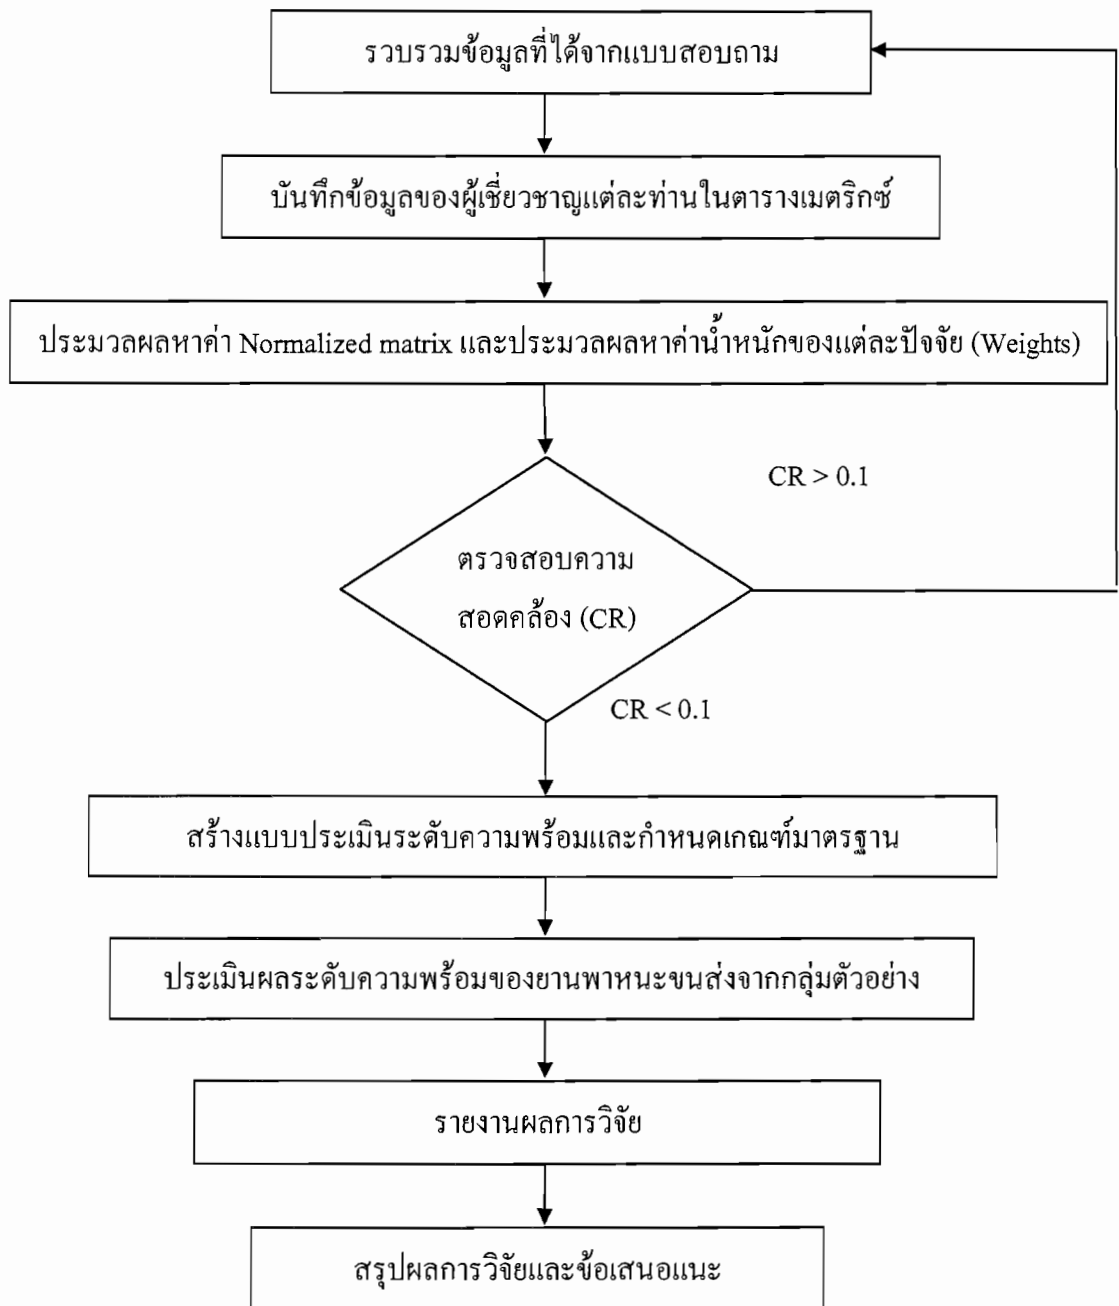 รวบรวมข้อมูลที่ได้จากแบบสอบถาม
บันทึกข้อมูลของผู้เชี่ยวชาญแต่ละท่านในตารางเมตริกซ์
ประมวลผลหาค่า Normalized matrix และประมวลผลหาค่าน้ำหนักของแต่ละปัจจัย (Weights)
CR > 0.1
ตรวจสอบความ
สอดคล้อง (CR)
CR < 0.1
สร้างแบบประเมินระดับความพร้อมและกำหนดเกณฑ์มาตรฐาน
ประเมินผลระดับความพร้อมของยานพาหนะขนส่งจากกลุ่มตัวอย่าง
รายงานผลการวิจัย
สรุปผลการวิจัยและข้อเสนอแนะ